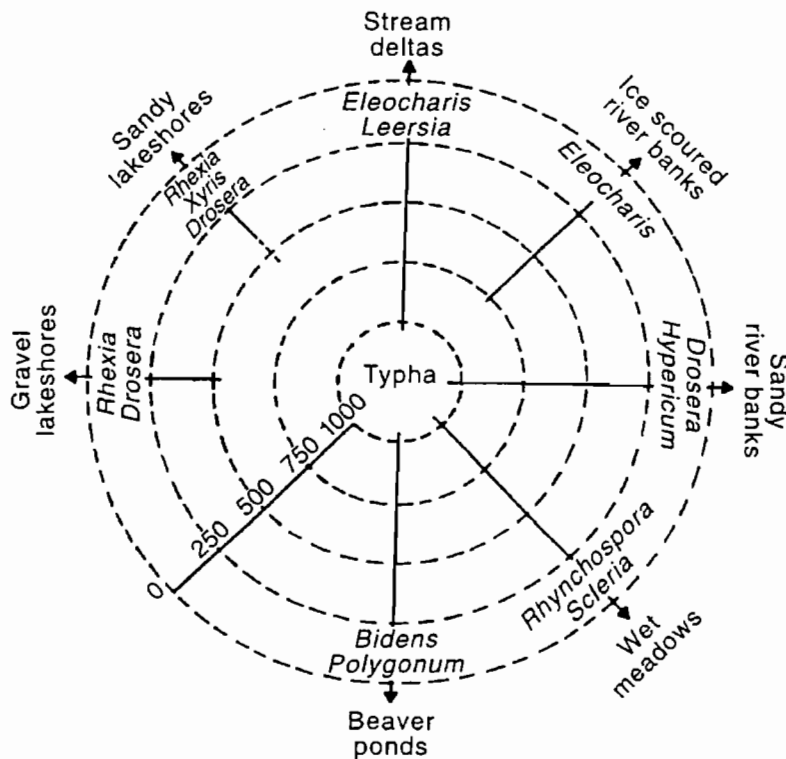 Stream
deltas
Ice scoured
river banks
Sandy
lakeshores
Eleocharis
Leersia
Eleocharis
Rhexia
Xyris
Drosera
Gravel
lakeshores
Rhexia
Drosera
Typha
Drosera
Hypericum
Sandy
river banks
1000
750
500
250
0
Rhynchospora
Scleria
Wet
meadows
Bidens
Polygonum
Beaver
ponds